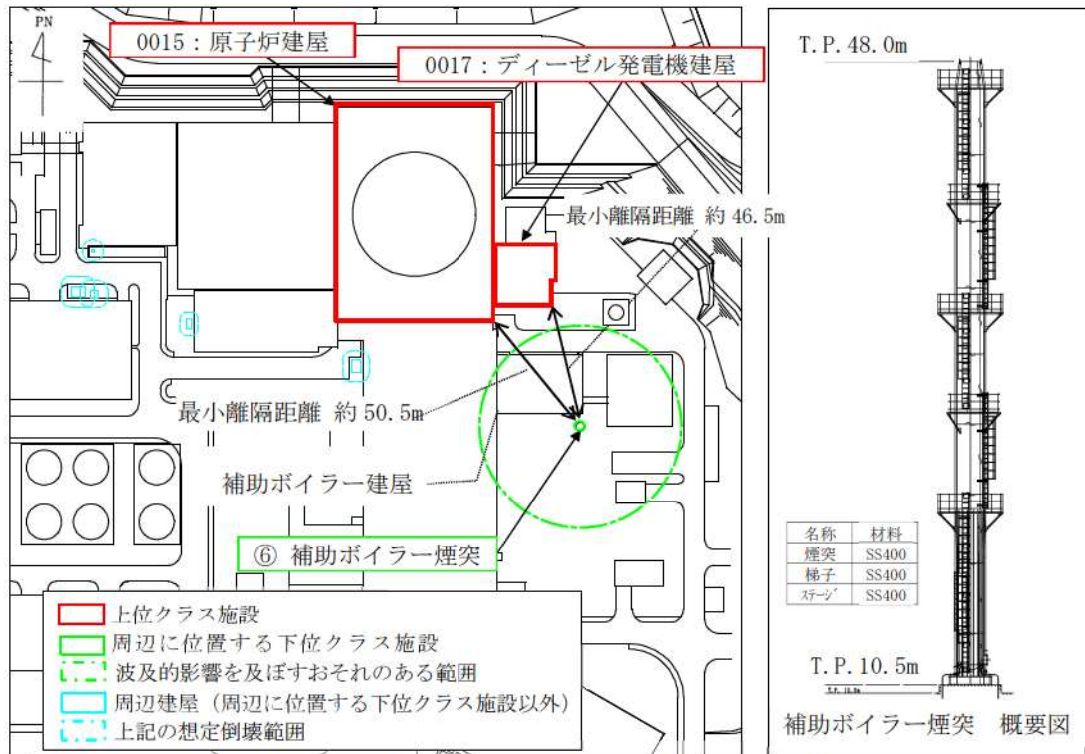 PN
0015：原子炉建屋
0017：ディーゼル発電機建屋
最小離隔距離 約 46.5m
最小離隔距離 約 50.5m
補助ボイラー建屋
⑥ 補助ボイラー煙突
上位クラス施設
周辺に位置する下位クラス施設
波及的影響を及ぼすおそれのある範囲
周辺建屋（周辺に位置する下位クラス施設以外）
上記の想定倒壊範囲
T.P.48.0m
名称 材料
煙突 SS400
梯子 SS400
ｽﾃｰｼﾞ SS400
T.P.10.5m
補助ボイラー煙突 概要図